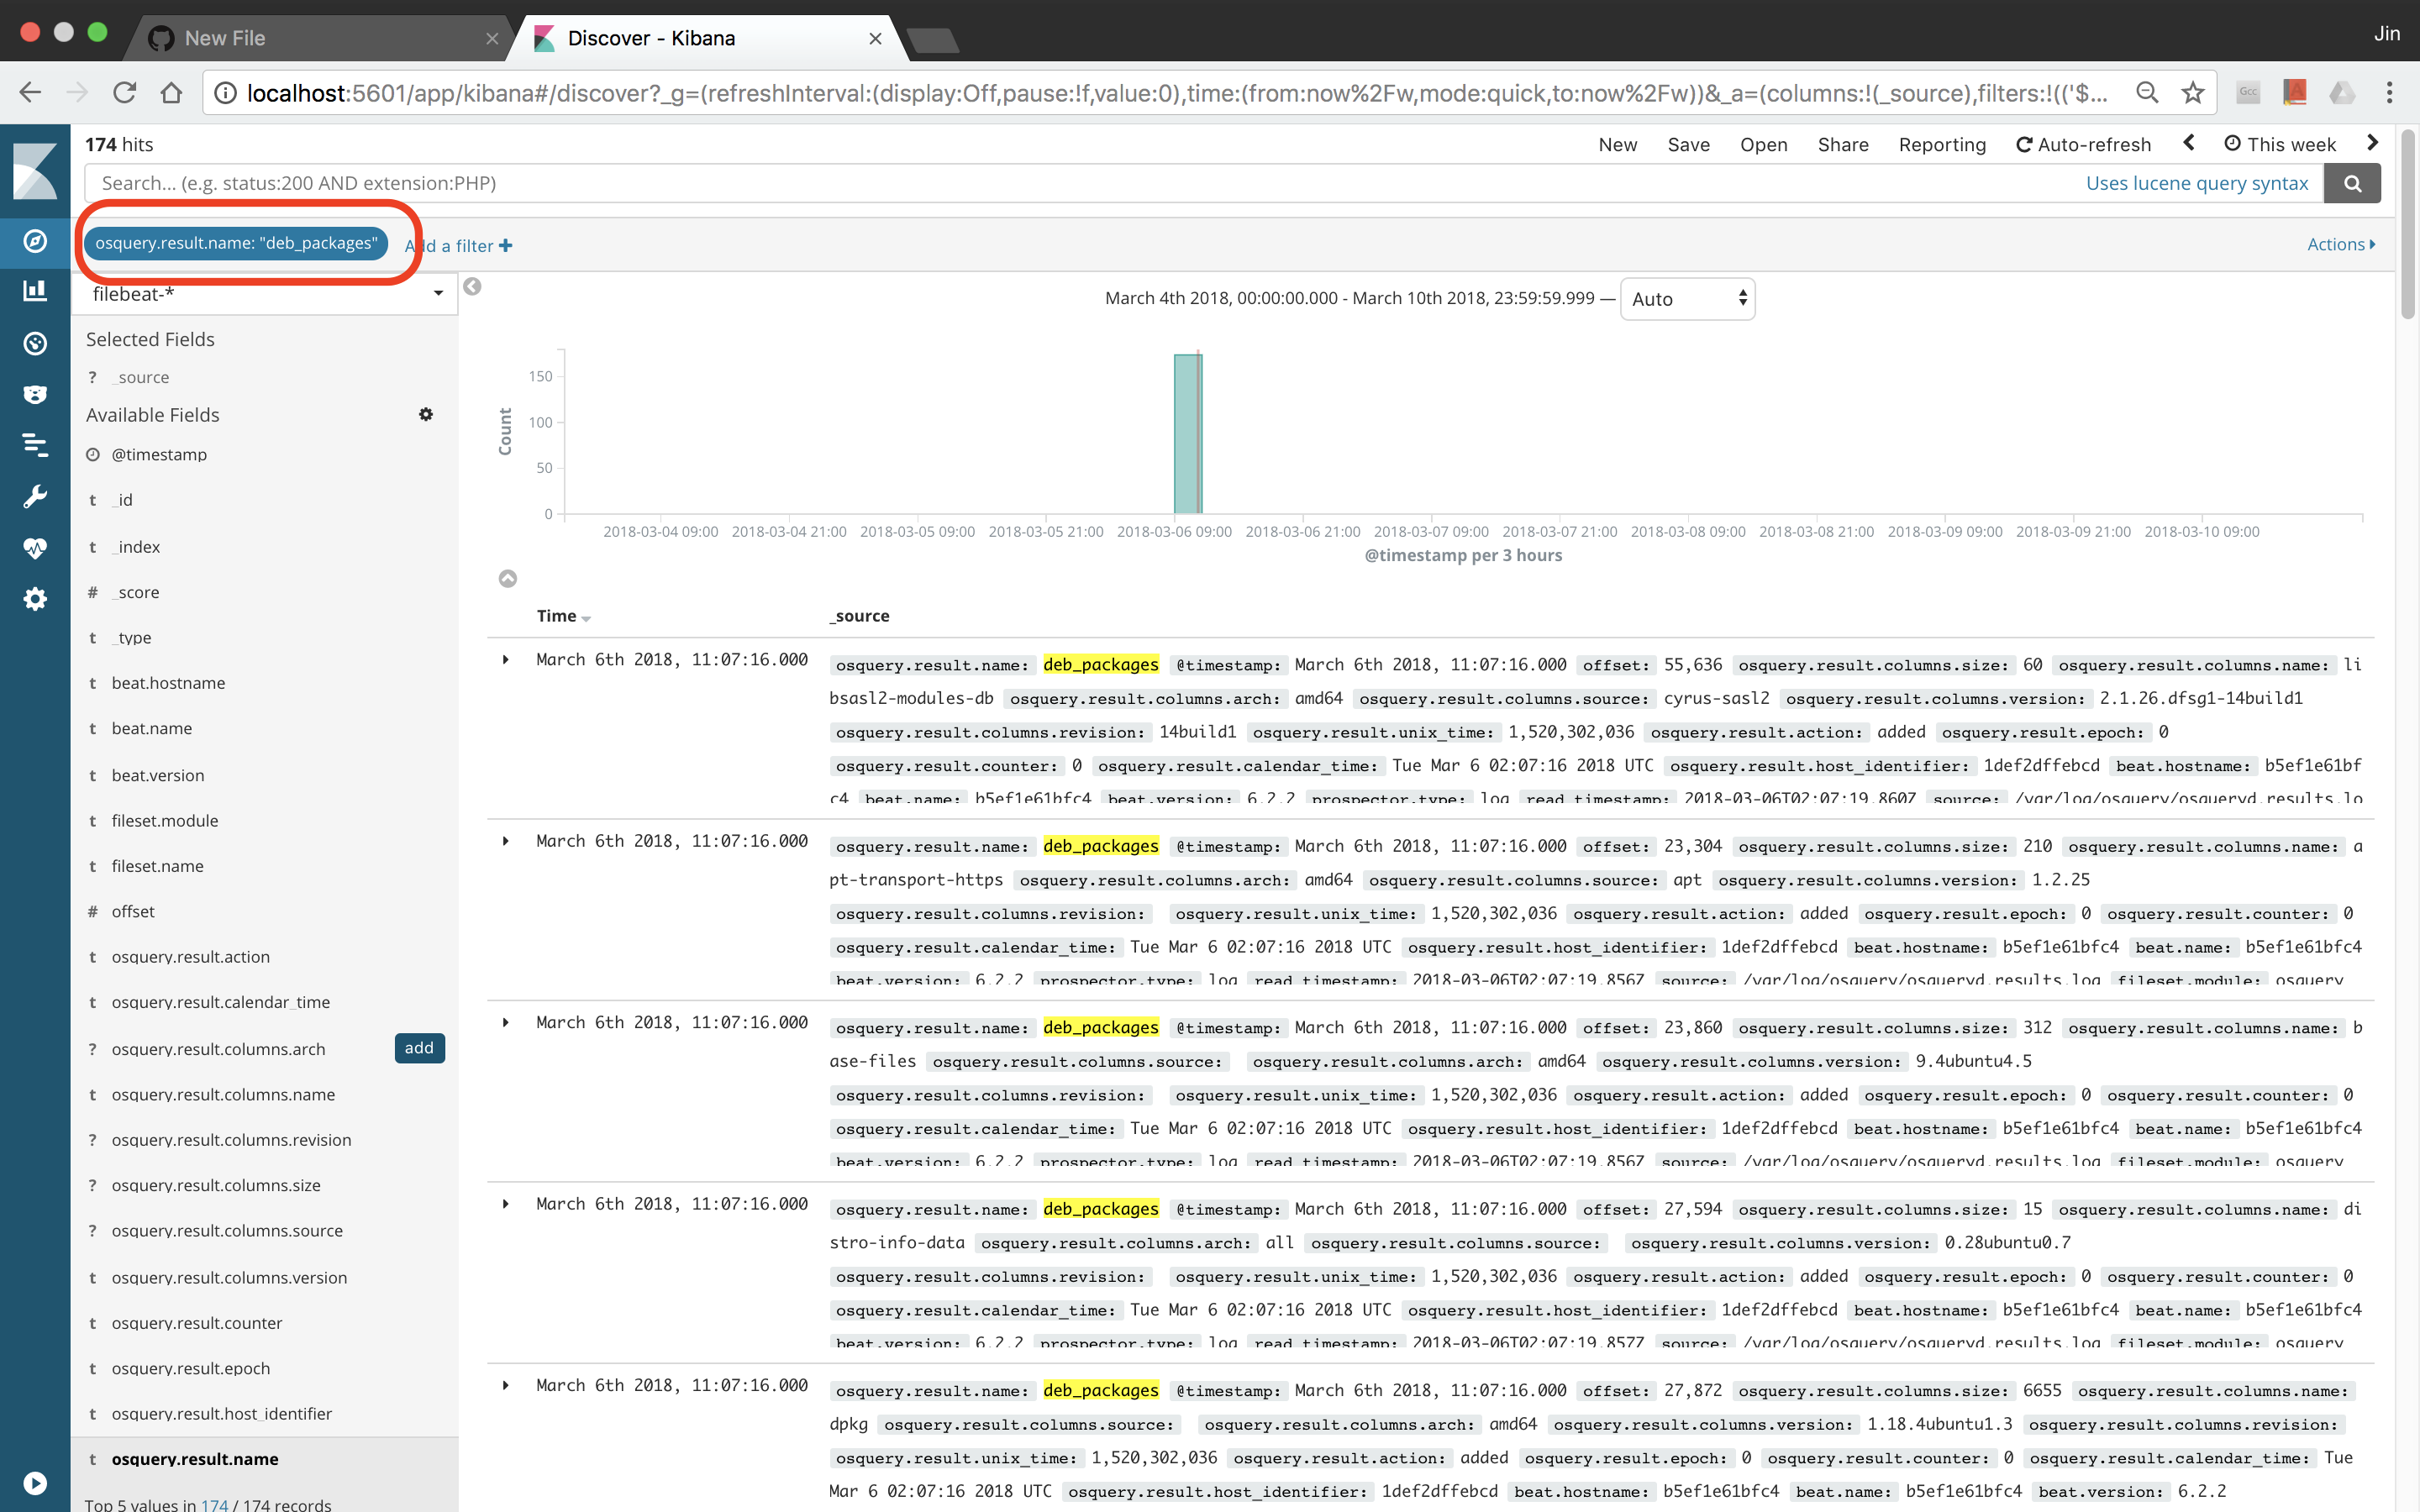 New File
Discover - Kibana
Jin
localhost:5601/app/kibana#/discover?_g=(refreshInterval:(display:Off,pause:!f,value:0),time:(from:now%2Fw,mode:quick,to:now%2Fw))&_a=(columns:!(_source),filters:!(('$...
174 hits
New Save Open Share Reporting Auto-refresh This week
Search... (e.g. status:200 AND extension:PHP)
Uses lucene query syntax
osquery.result.name: "deb_packages"
Add a filter
Actions
filebeat-*
Selected Fields
? _source
Available Fields
@timestamp
t _id
t _index
# _score
t _type
t beat.hostname
t beat.name
t beat.version
t fileset.module
t fileset.name
# offset
t osquery.result.action
t osquery.result.calendar_time
? osquery.result.columns.arch add
t osquery.result.columns.name
? osquery.result.columns.revision
? osquery.result.columns.size
? osquery.result.columns.source
t osquery.result.columns.version
t osquery.result.counter
t osquery.result.epoch
t osquery.result.host_identifier
t osquery.result.name
Top 5 values in 174 / 174 records
March 4th 2018, 00:00:00.000 - March 10th 2018, 23:59:59.999 — Auto
Count
150
100
50
0
2018-03-04 09:00 2018-03-04 21:00 2018-03-05 09:00 2018-03-05 21:00 2018-03-06 09:00 2018-03-06 21:00 2018-03-07 09:00 2018-03-07 21:00 2018-03-08 09:00 2018-03-08 21:00 2018-03-09 09:00 2018-03-09 21:00 2018-03-10 09:00
@timestamp per 3 hours
Time _source
March 6th 2018, 11:07:16.000 osquery.result.name: deb_packages @timestamp: March 6th 2018, 11:07:16.000 offset: 55,636 osquery.result.columns.size: 60 osquery.result.columns.name: li
bsasl2-modules-db osquery.result.columns.arch: amd64 osquery.result.columns.source: cyrus-sasl2 osquery.result.columns.version: 2.1.26.dfsg1-14build1
osquery.result.columns.revision: 14build1 osquery.result.unix_time: 1,520,302,036 osquery.result.action: added osquery.result.epoch: 0
osquery.result.counter: 0 osquery.result.calendar_time: Tue Mar 6 02:07:16 2018 UTC osquery.result.host_identifier: 1def2dffebcd beat.hostname: b5ef1e61bf
c4 beat.name: b5ef1e61bfc4 beat.version: 6.2.2 prospector.type: log read_timestamp: 2018-03-06T02:07:19.860Z source: /var/log/osquery/osqueryd.results.lo
March 6th 2018, 11:07:16.000 osquery.result.name: deb_packages @timestamp: March 6th 2018, 11:07:16.000 offset: 23,304 osquery.result.columns.size: 210 osquery.result.columns.name: a
pt-transport-https osquery.result.columns.arch: amd64 osquery.result.columns.source: apt osquery.result.columns.version: 1.2.25
osquery.result.columns.revision: osquery.result.unix_time: 1,520,302,036 osquery.result.action: added osquery.result.epoch: 0 osquery.result.counter: 0
osquery.result.calendar_time: Tue Mar 6 02:07:16 2018 UTC osquery.result.host_identifier: 1def2dffebcd beat.hostname: b5ef1e61bfc4 beat.name: b5ef1e61bfc4
beat.version: 6.2.2 prospector.type: log read_timestamp: 2018-03-06T02:07:19.856Z source: /var/log/osquery/osqueryd.results.log fileset.module: osquery
March 6th 2018, 11:07:16.000 osquery.result.name: deb_packages @timestamp: March 6th 2018, 11:07:16.000 offset: 23,860 osquery.result.columns.size: 312 osquery.result.columns.name: b
ase-files osquery.result.columns.source: osquery.result.columns.arch: amd64 osquery.result.columns.version: 9.4ubuntu4.5
osquery.result.columns.revision: osquery.result.unix_time: 1,520,302,036 osquery.result.action: added osquery.result.epoch: 0 osquery.result.counter: 0
osquery.result.calendar_time: Tue Mar 6 02:07:16 2018 UTC osquery.result.host_identifier: 1def2dffebcd beat.hostname: b5ef1e61bfc4 beat.name: b5ef1e61bfc4
beat.version: 6.2.2 prospector.type: log read_timestamp: 2018-03-06T02:07:19.856Z source: /var/log/osquery/osqueryd.results.log fileset.module: osquery
March 6th 2018, 11:07:16.000 osquery.result.name: deb_packages @timestamp: March 6th 2018, 11:07:16.000 offset: 27,594 osquery.result.columns.size: 15 osquery.result.columns.name: di
stro-info-data osquery.result.columns.arch: all osquery.result.columns.source: osquery.result.columns.version: 0.28ubuntu0.7
osquery.result.columns.revision: osquery.result.unix_time: 1,520,302,036 osquery.result.action: added osquery.result.epoch: 0 osquery.result.counter: 0
osquery.result.calendar_time: Tue Mar 6 02:07:16 2018 UTC osquery.result.host_identifier: 1def2dffebcd beat.hostname: b5ef1e61bfc4 beat.name: b5ef1e61bfc4
beat.version: 6.2.2 prospector.type: log read_timestamp: 2018-03-06T02:07:19.857Z source: /var/log/osquery/osqueryd.results.log fileset.module: osquery
March 6th 2018, 11:07:16.000 osquery.result.name: deb_packages @timestamp: March 6th 2018, 11:07:16.000 offset: 27,872 osquery.result.columns.size: 6655 osquery.result.columns.name:
dpkg osquery.result.columns.source: osquery.result.columns.arch: amd64 osquery.result.columns.version: 1.18.4ubuntu1.3 osquery.result.columns.revision:
osquery.result.unix_time: 1,520,302,036 osquery.result.action: added osquery.result.epoch: 0 osquery.result.counter: 0 osquery.result.calendar_time: Tue
Mar 6 02:07:16 2018 UTC osquery.result.host_identifier: 1def2dffebcd beat.hostname: b5ef1e61bfc4 beat.name: b5ef1e61bfc4 beat.version: 6.2.2